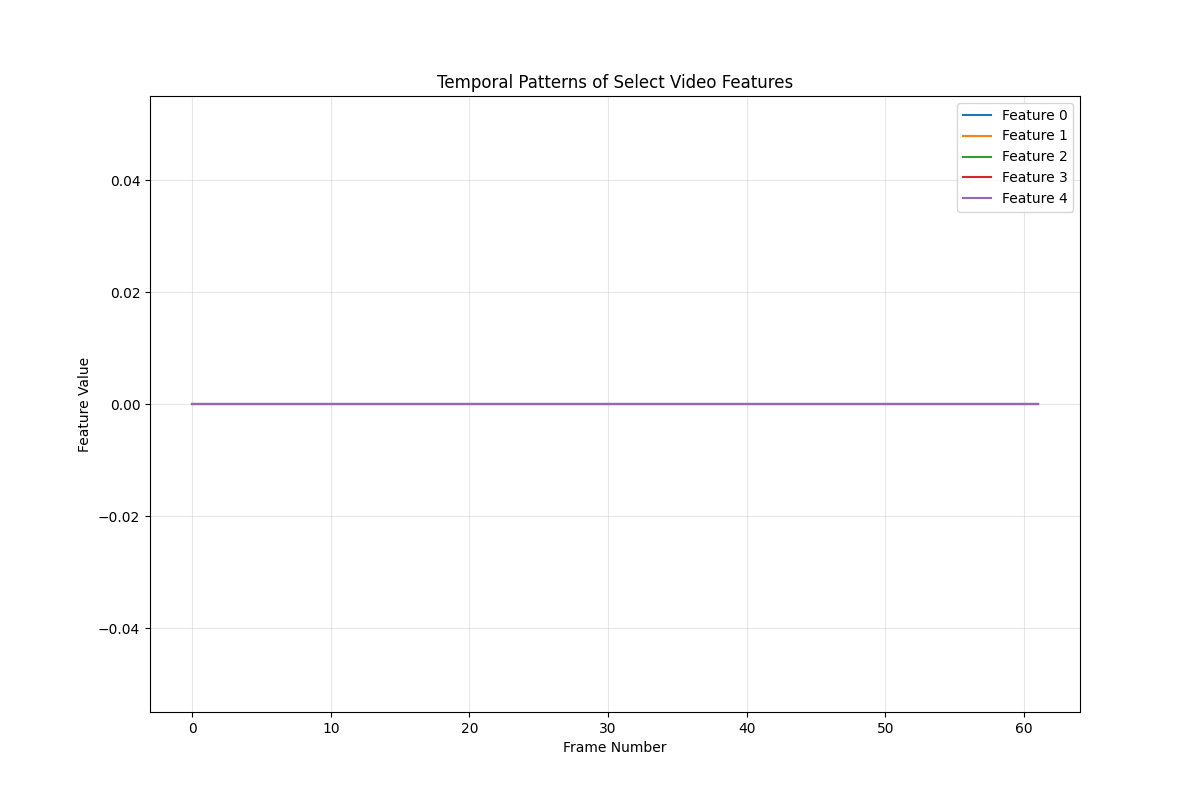 Temporal Patterns of Select Video Features
Feature 0
Feature 1
Feature 2
Feature 3
Feature 4
0.04
0.02
0.00
−0.02
−0.04
Feature Value
0 10 20 30 40 50 60
Frame Number